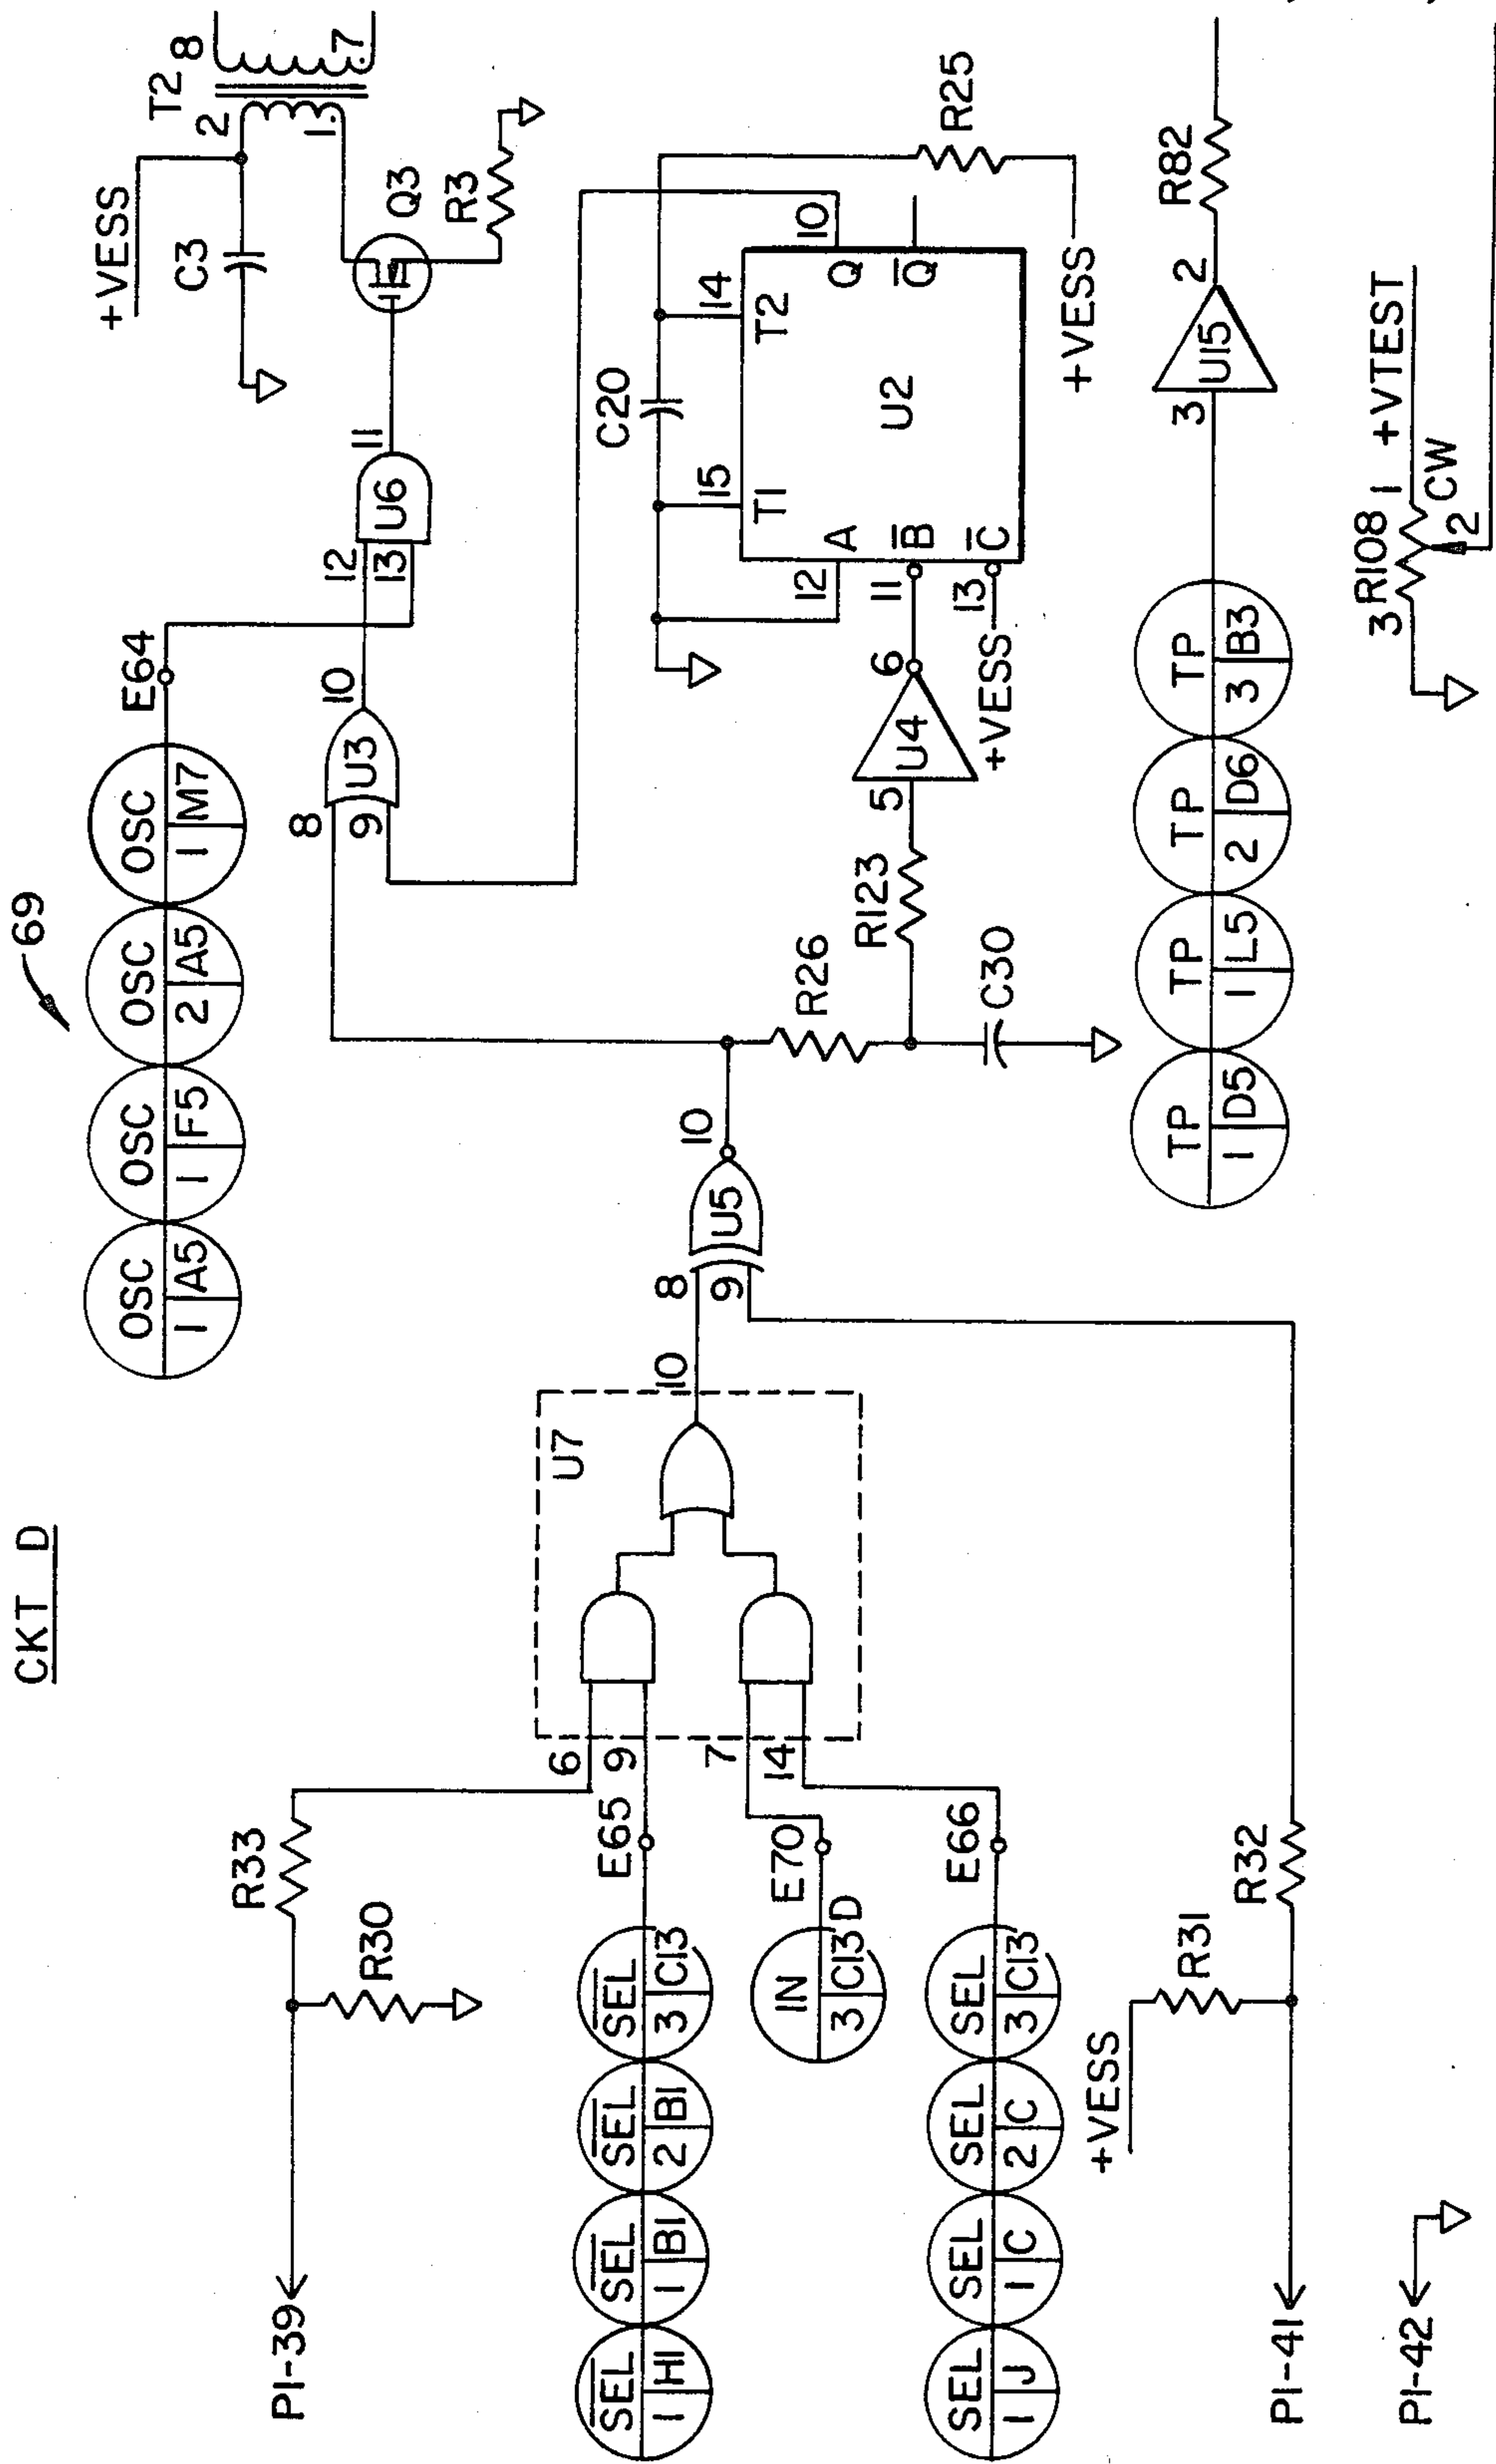 CKT D
69
P1-39
R33
R30
SEL
1 H1
SEL
1 B1
SEL
2 B1
SEL
3 C13
E65
IN
3 C13 D
E70
SEL
1 J
SEL
1 C
SEL
2 C
SEL
3 C13
E66
6
9
7
14
U7
10
8
9
U5
10
P1-41
+VESS
R31
R32
P1-42
OSC
1 A5
OSC
1 F5
OSC
2 A5
OSC
1 M7
E64
8
9
U3
10
12
13
U6
11
+VESS
C3
T2
2
1
8
7
Q3
R3
R26
C30
R123
5
U4
6
+VESS
C20
15
14
T1
T2
12
A
11
B
13
C
U2
10
Q
Q
R25
+VESS
TP
1 D5
TP
1 L5
TP
2 D6
TP
3 B3
3
U15
2
R82
3
R108
1
+VTEST
2
CW